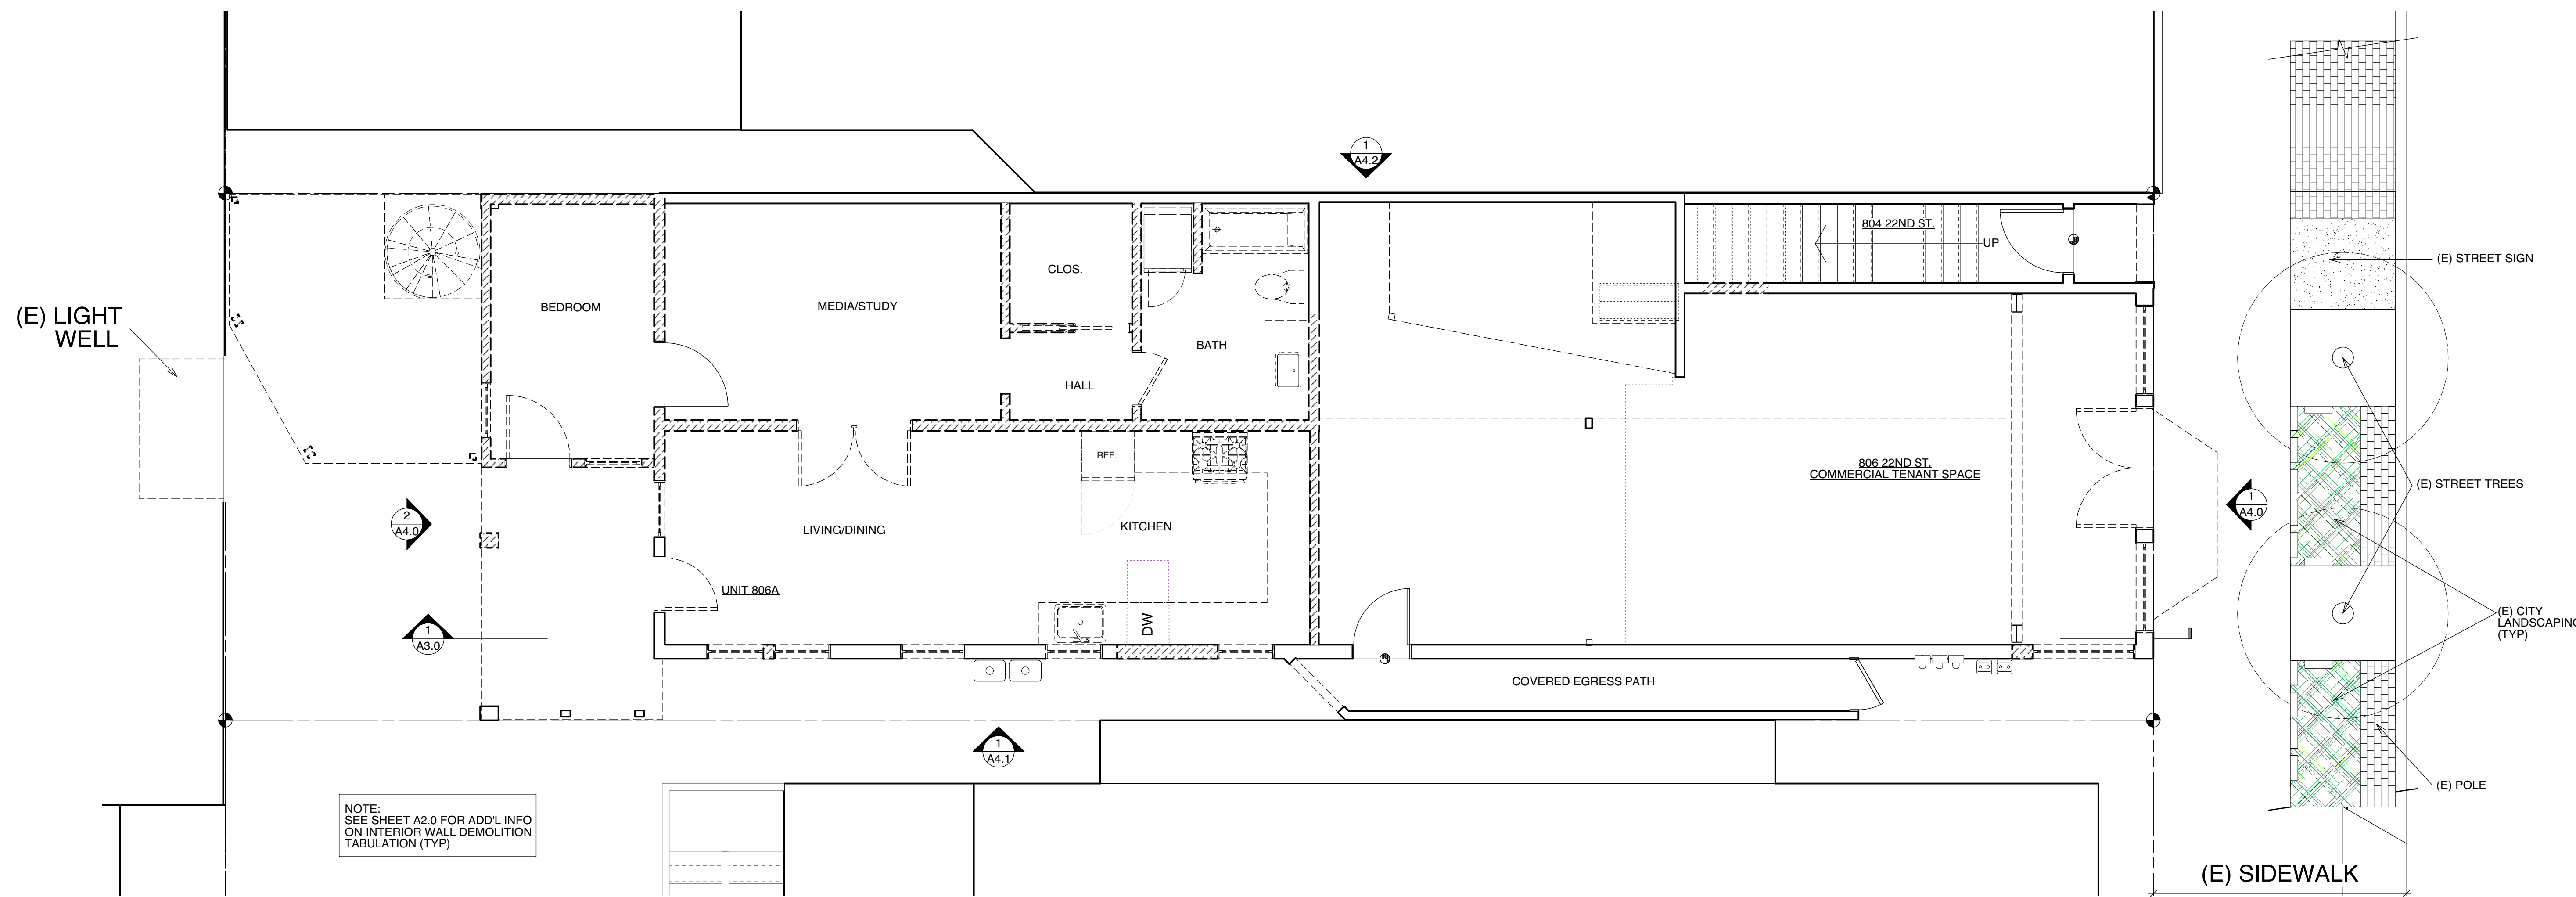 1
A4.2
804 22ND ST.
UP
(E) STREET SIGN
CLOS.
(E) LIGHT
WELL
BEDROOM
MEDIA/STUDY
BATH
HALL
REF.
806 22ND ST.
COMMERCIAL TENANT SPACE
(E) STREET TREES
2
A4.0
1
A4.0
LIVING/DINING
KITCHEN
UNIT 806A
DW
(E) CITY
LANDSCAPING
(TYP)
1
A3.0
COVERED EGRESS PATH
1
A4.1
(E) POLE
NOTE:
SEE SHEET A2.0 FOR ADD'L INFO
ON INTERIOR WALL DEMOLITION
TABULATION (TYP)
(E) SIDEWALK